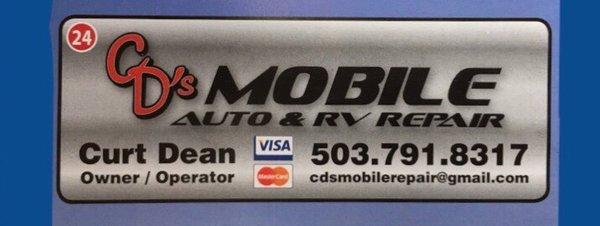 24
CD's MOBILE
AUTO & RV REPAIR
Curt Dean VISA 503.791.8317
Owner / Operator MasterCard cdsmobilerepair@gmail.com